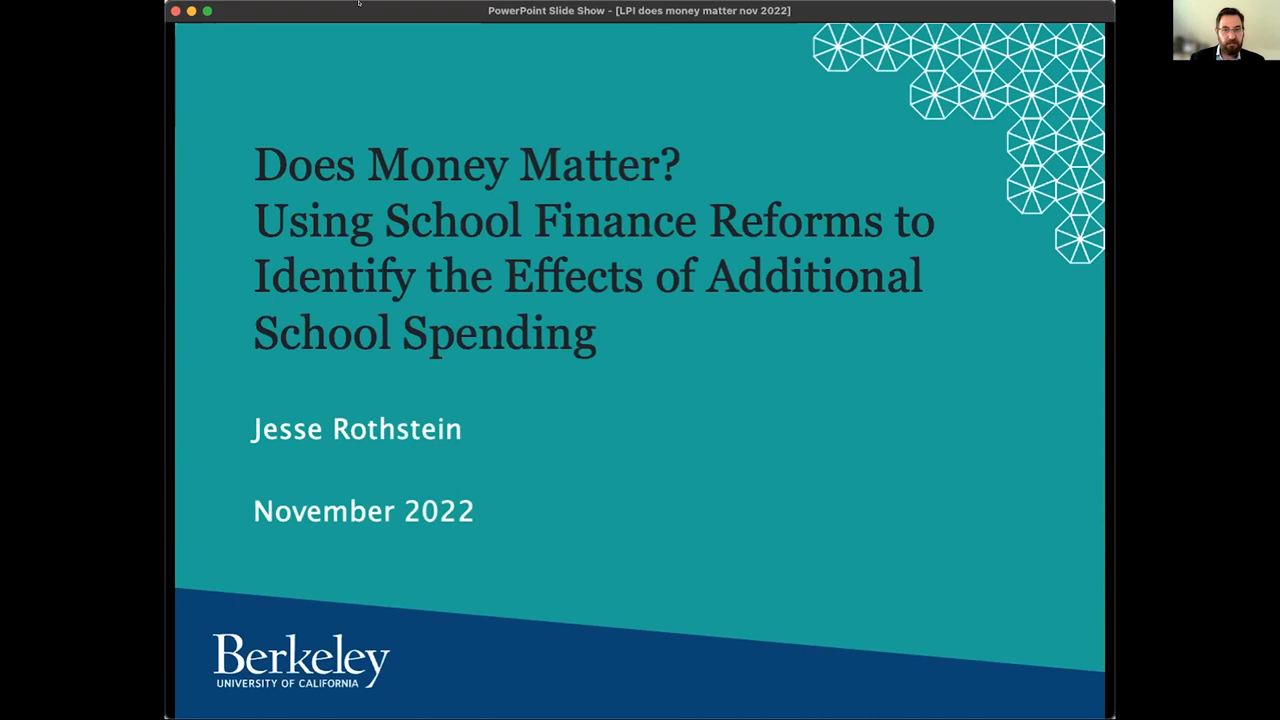 PowerPoint Slide Show - [LPI does money matter nov 2022]
Does Money Matter?
Using School Finance Reforms to
Identify the Effects of Additional
School Spending
Jesse Rothstein
November 2022
Berkeley
UNIVERSITY OF CALIFORNIA